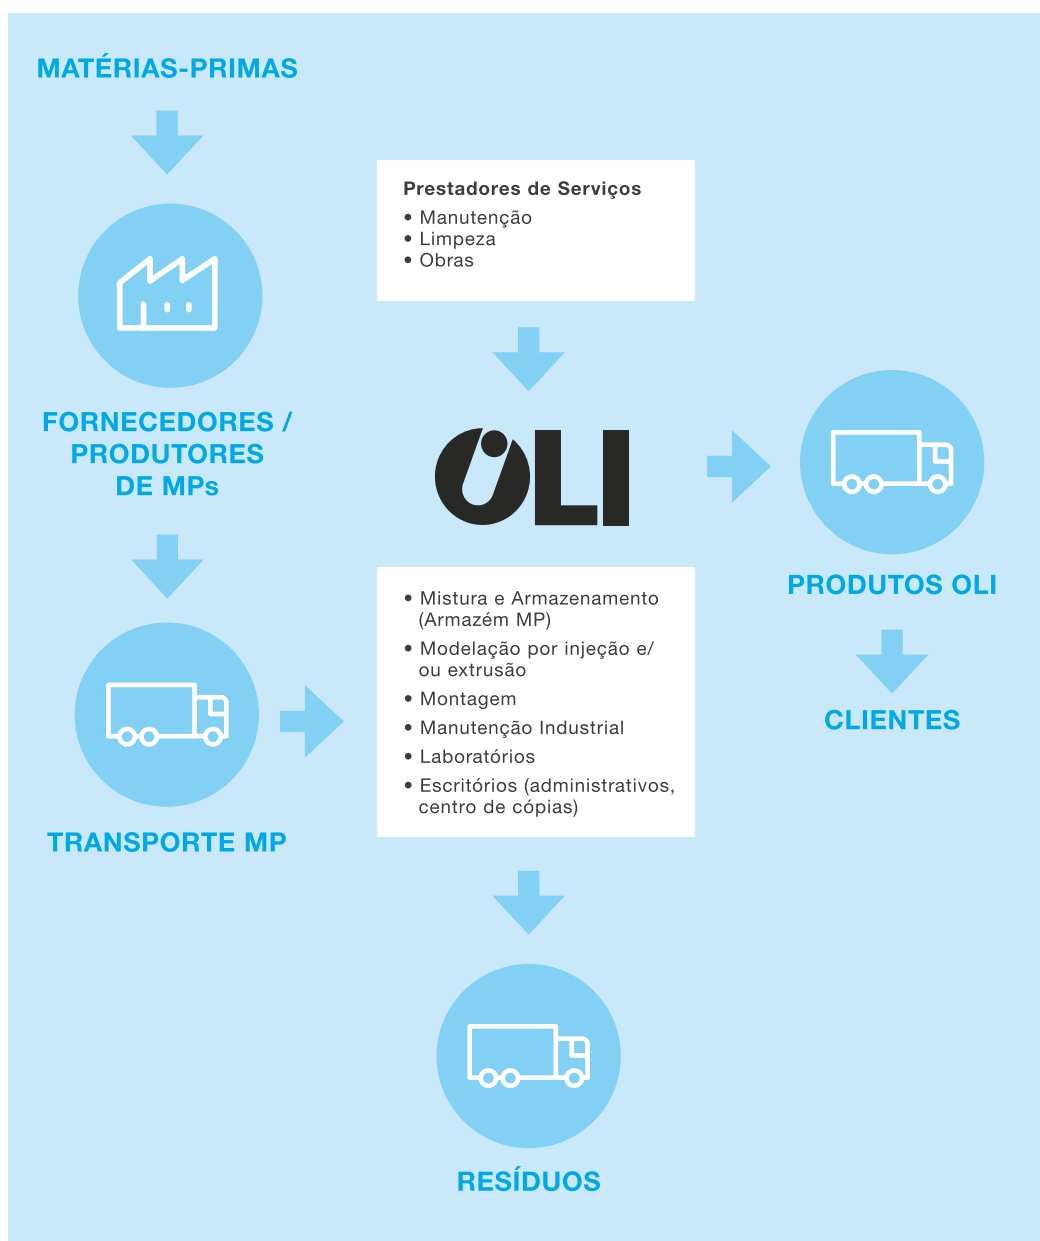 MATÉRIAS-PRIMAS
FORNECEDORES /
PRODUTORES
DE MPs
TRANSPORTE MP
Prestadores de Serviços
• Manutenção
• Limpeza
• Obras
OLI
• Mistura e Armazenamento
(Armazém MP)
• Modelação por injeção e/
ou extrusão
• Montagem
• Manutenção Industrial
• Laboratórios
• Escritórios (administrativos,
centro de cópias)
RESÍDUOS
PRODUTOS OLI
CLIENTES